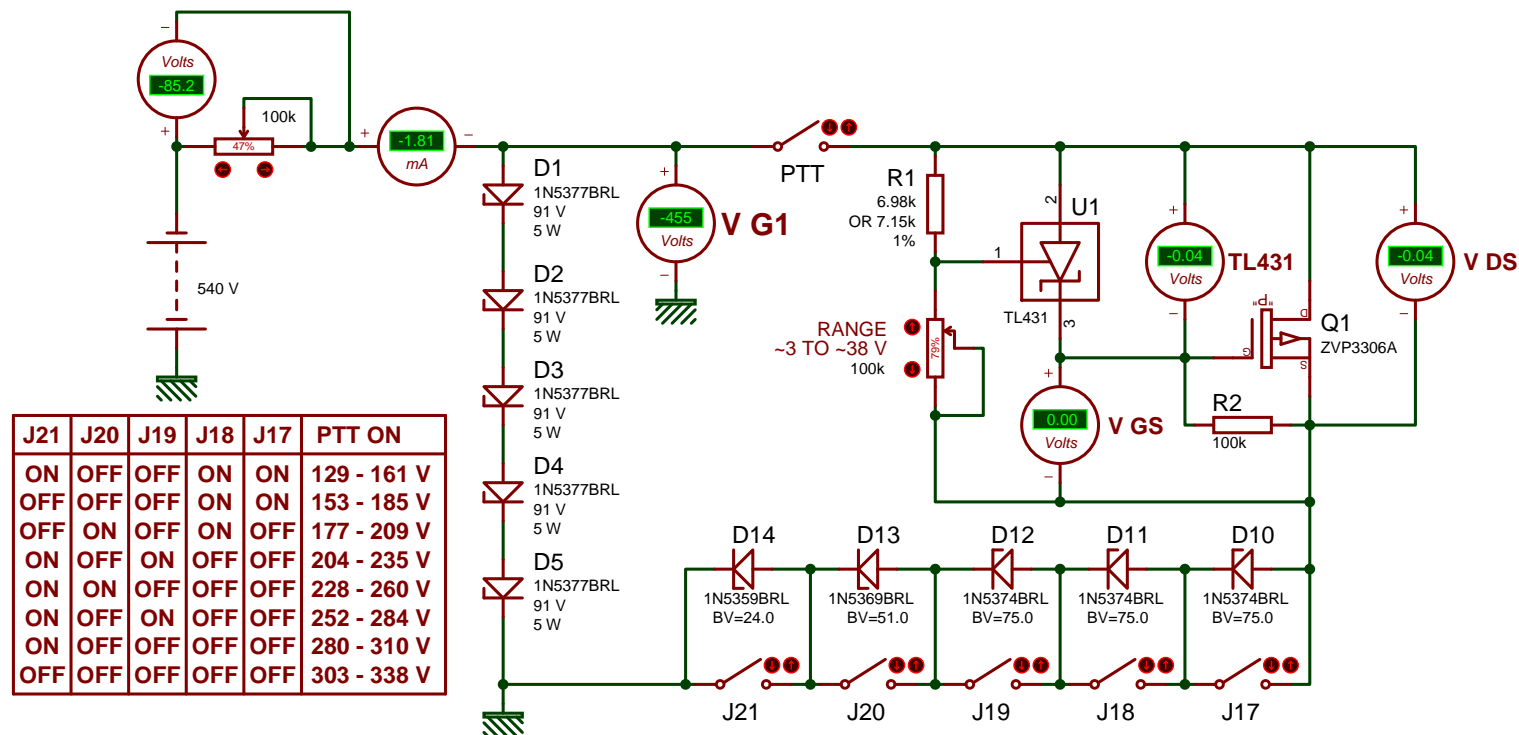 Volts
-85.2
+
−
100k
47%
+
-1.81
mA
−
540 V
D1
1N5377BRL
91 V
5 W
D2
1N5377BRL
91 V
5 W
D3
1N5377BRL
91 V
5 W
D4
1N5377BRL
91 V
5 W
D5
1N5377BRL
91 V
5 W
+
-455
Volts
−
V G1
PTT
R1
6.98k
OR 7.15k
1%
RANGE
~3 TO ~38 V
100k
79%
1
2
3
U1
TL431
+
-0.04
Volts
−
TL431
+
-0.04
Volts
−
V DS
"P"
D
G
S
Q1
ZVP3306A
+
0.00
Volts
−
V GS
R2
100k
D14
1N5359BRL
BV=24.0
D13
1N5369BRL
BV=51.0
D12
1N5374BRL
BV=75.0
D11
1N5374BRL
BV=75.0
D10
1N5374BRL
BV=75.0
J21
J20
J19
J18
J17
J21 J20 J19 J18 J17 PTT ON
ON OFF OFF ON ON 129 - 161 V
OFF OFF OFF ON ON 153 - 185 V
OFF ON OFF ON OFF 177 - 209 V
ON OFF ON OFF OFF 204 - 235 V
ON ON OFF OFF OFF 228 - 260 V
OFF OFF ON OFF OFF 252 - 284 V
ON OFF OFF OFF OFF 280 - 310 V
OFF OFF OFF OFF OFF 303 - 338 V